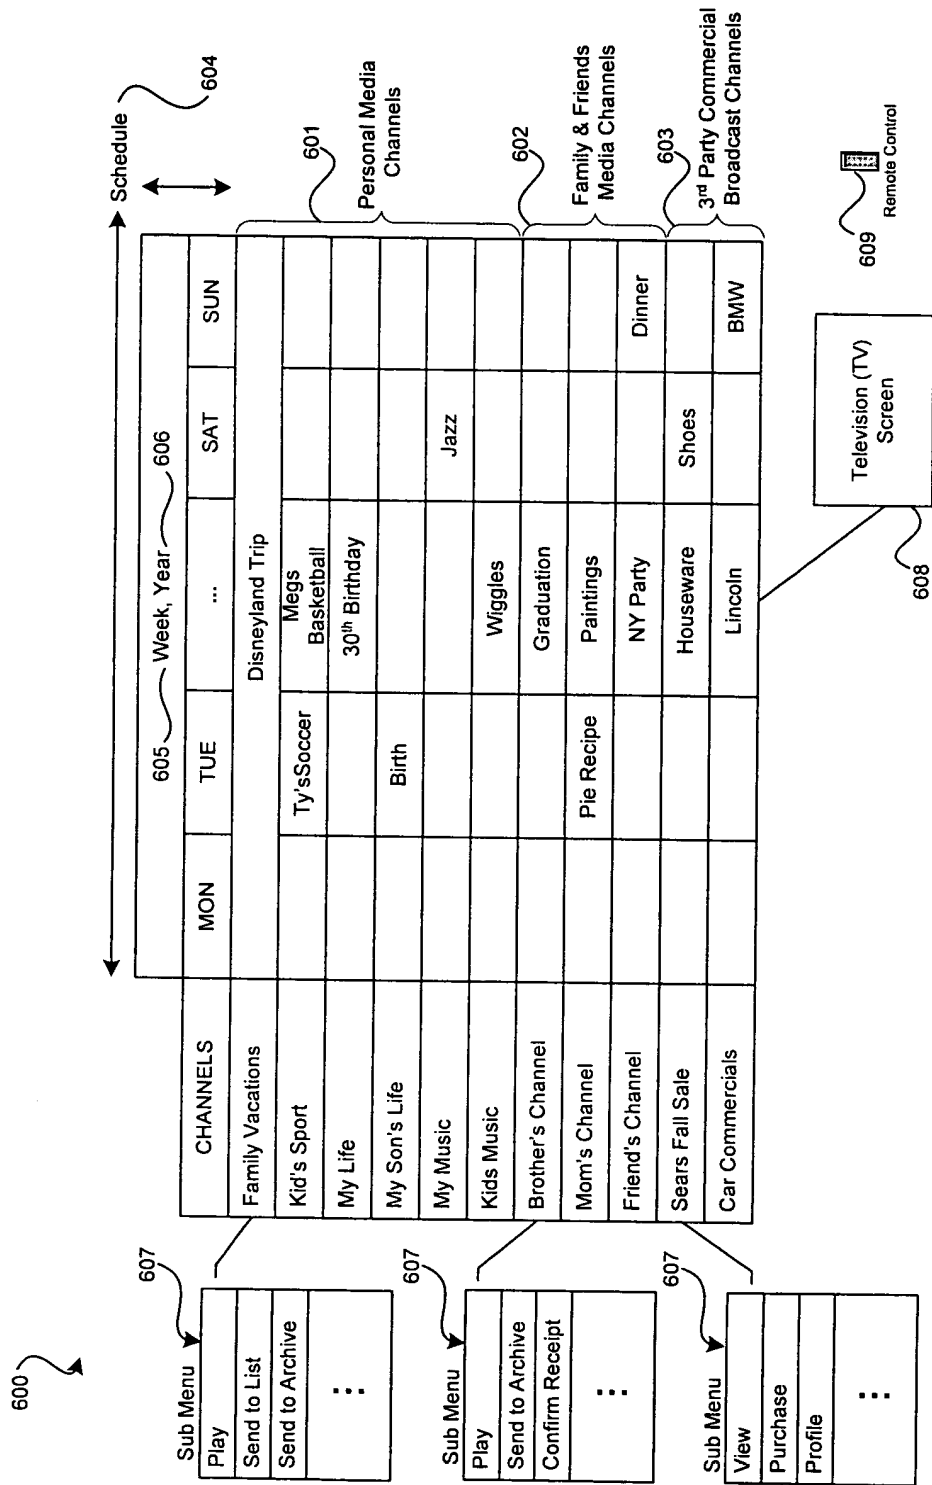 600
Schedule
604
605 Week, Year 606
CHANNELS MON TUE ... SAT SUN
Family Vacations Disneyland Trip
Kid's Sport Ty'sSoccer Megs Basketball
My Life 30th Birthday
My Son's Life Birth
My Music Jazz
Kids Music Wiggles
Brother's Channel Graduation
Mom's Channel Pie Recipe Paintings
Friend's Channel NY Party Dinner
Sears Fall Sale Houseware Shoes
Car Commercials Lincoln BMW
601
Personal Media
Channels
602
Family & Friends
Media Channels
603
3rd Party Commercial
Broadcast Channels
Sub Menu
607
Play
Send to List
Send to Archive
⋮
Sub Menu
607
Play
Send to Archive
Confirm Receipt
⋮
Sub Menu
607
View
Purchase
Profile
⋮
Television (TV)
Screen
608
609
Remote Control